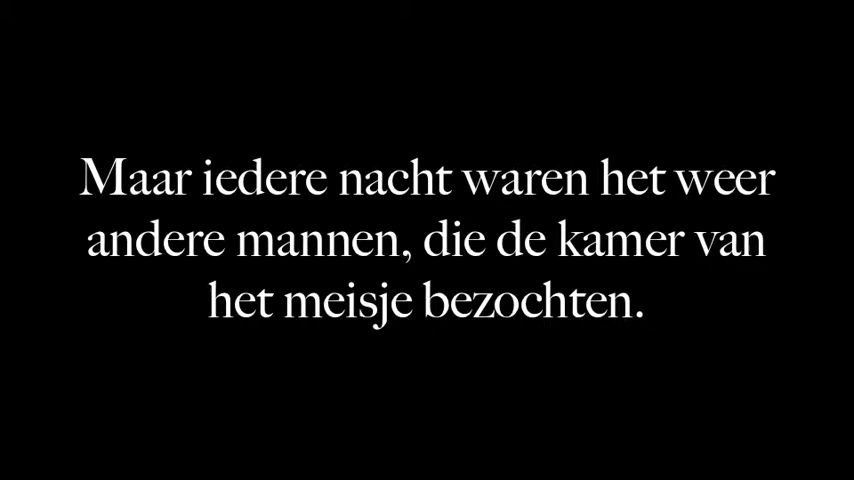 Maar iedere nacht waren het weer
andere mannen, die de kamer van
het meisje bezochten.